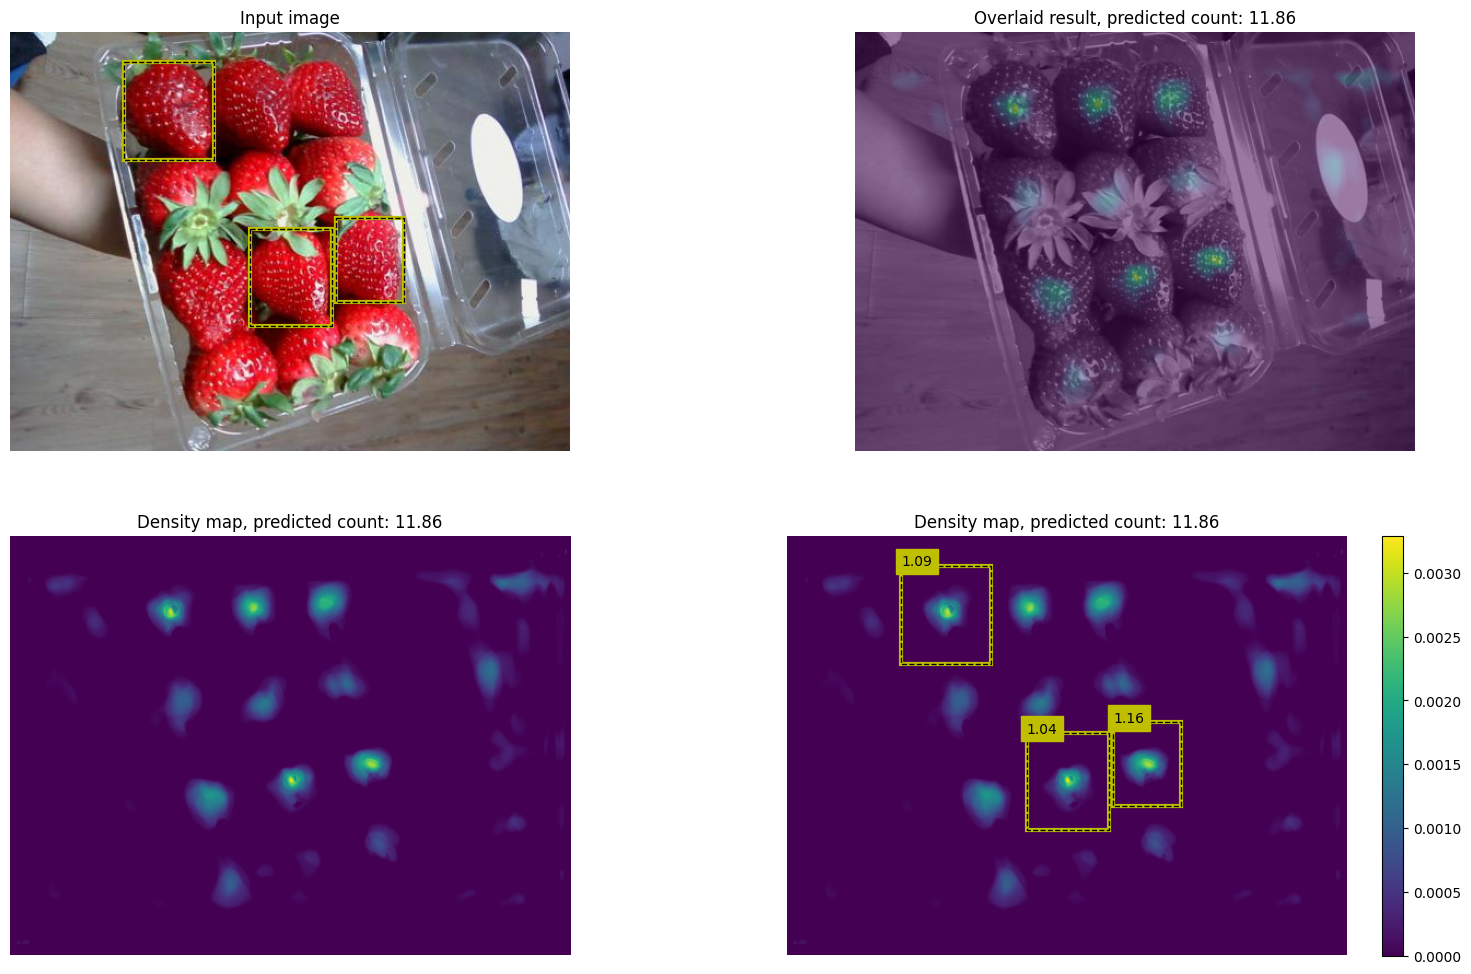 Input image
Overlaid result, predicted count: 11.86
Density map, predicted count: 11.86
Density map, predicted count: 11.86
1.09
1.16
1.04
0.0030
0.0025
0.0020
0.0015
0.0010
0.0005
0.0000